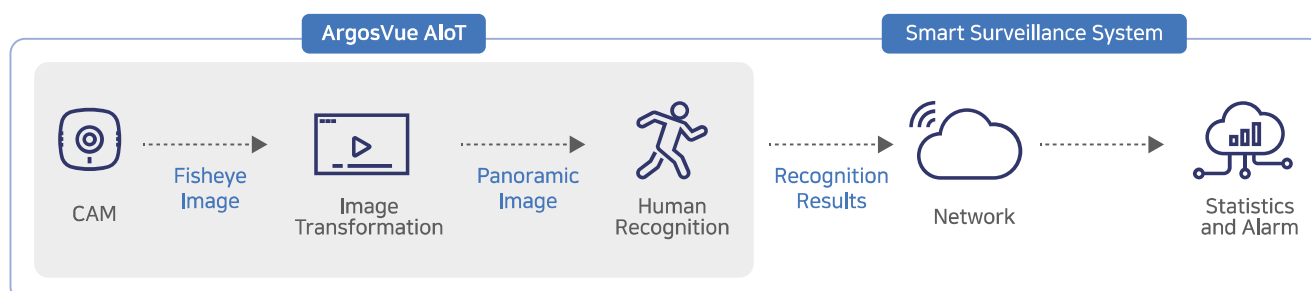 ArgosVue AIoT
Smart Surveillance System
CAM
Fisheye
Image
Image
Transformation
Panoramic
Image
Human
Recognition
Recognition
Results
Network
Statistics
and Alarm